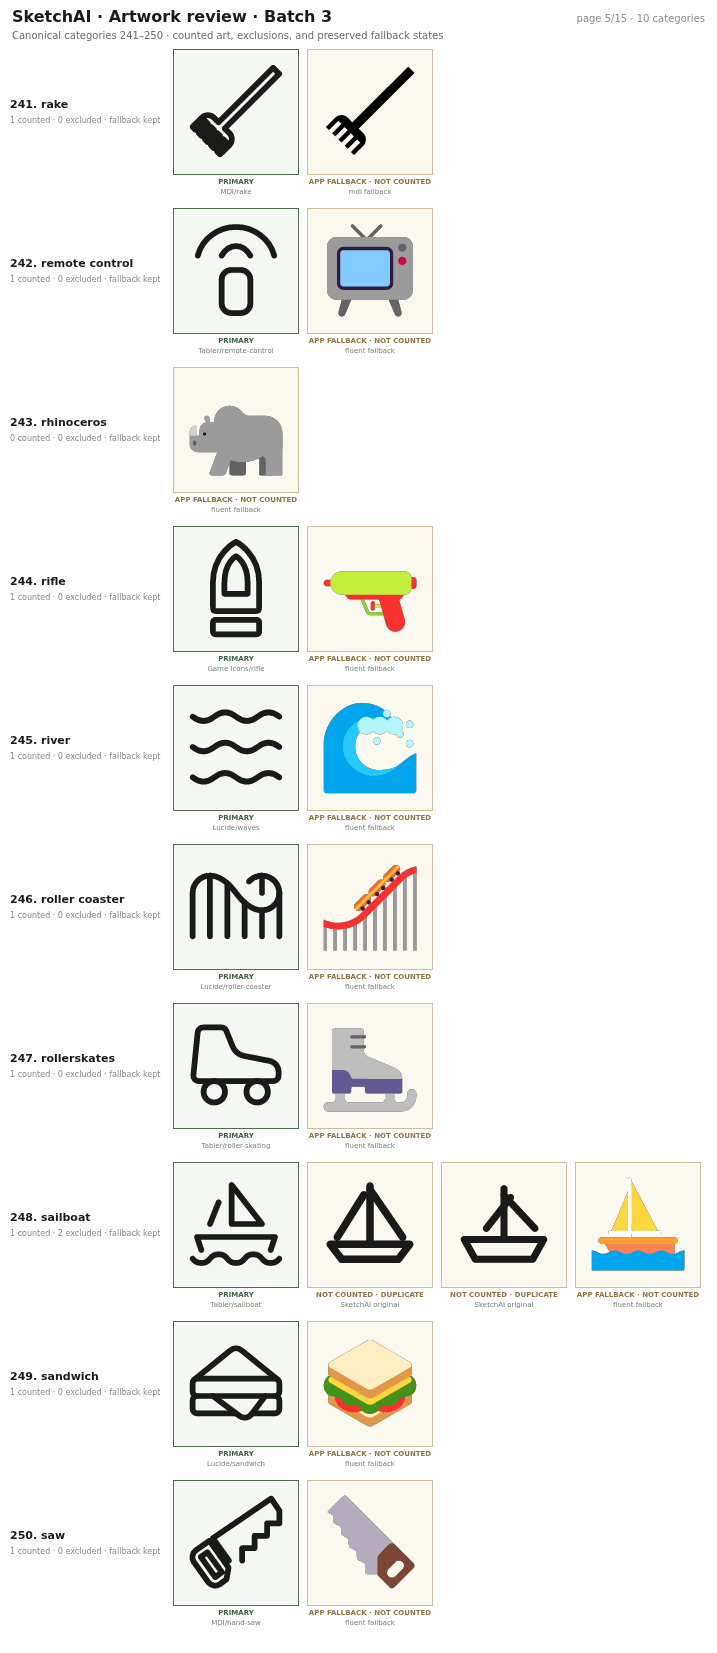 SketchAI · Artwork review · Batch 3
page 5/15 · 10 categories
Canonical categories 241–250 · counted art, exclusions, and preserved fallback states
241. rake
1 counted · 0 excluded · fallback kept
PRIMARY
APP FALLBACK · NOT COUNTED
MDI/rake
mdi fallback
242. remote control
1 counted · 0 excluded · fallback kept
PRIMARY
APP FALLBACK · NOT COUNTED
Tabler/remote-control
fluent fallback
243. rhinoceros
0 counted · 0 excluded · fallback kept
APP FALLBACK · NOT COUNTED
fluent fallback
244. rifle
1 counted · 0 excluded · fallback kept
PRIMARY
APP FALLBACK · NOT COUNTED
Game Icons/rifle
fluent fallback
245. river
1 counted · 0 excluded · fallback kept
PRIMARY
APP FALLBACK · NOT COUNTED
Lucide/waves
fluent fallback
246. roller coaster
1 counted · 0 excluded · fallback kept
PRIMARY
APP FALLBACK · NOT COUNTED
Lucide/roller-coaster
fluent fallback
247. rollerskates
1 counted · 0 excluded · fallback kept
PRIMARY
APP FALLBACK · NOT COUNTED
Tabler/roller-skating
fluent fallback
248. sailboat
1 counted · 2 excluded · fallback kept
PRIMARY
NOT COUNTED · DUPLICATE
NOT COUNTED · DUPLICATE
APP FALLBACK · NOT COUNTED
Tabler/sailboat
SketchAI original
SketchAI original
fluent fallback
249. sandwich
1 counted · 0 excluded · fallback kept
PRIMARY
APP FALLBACK · NOT COUNTED
Lucide/sandwich
fluent fallback
250. saw
1 counted · 0 excluded · fallback kept
PRIMARY
APP FALLBACK · NOT COUNTED
MDI/hand-saw
fluent fallback